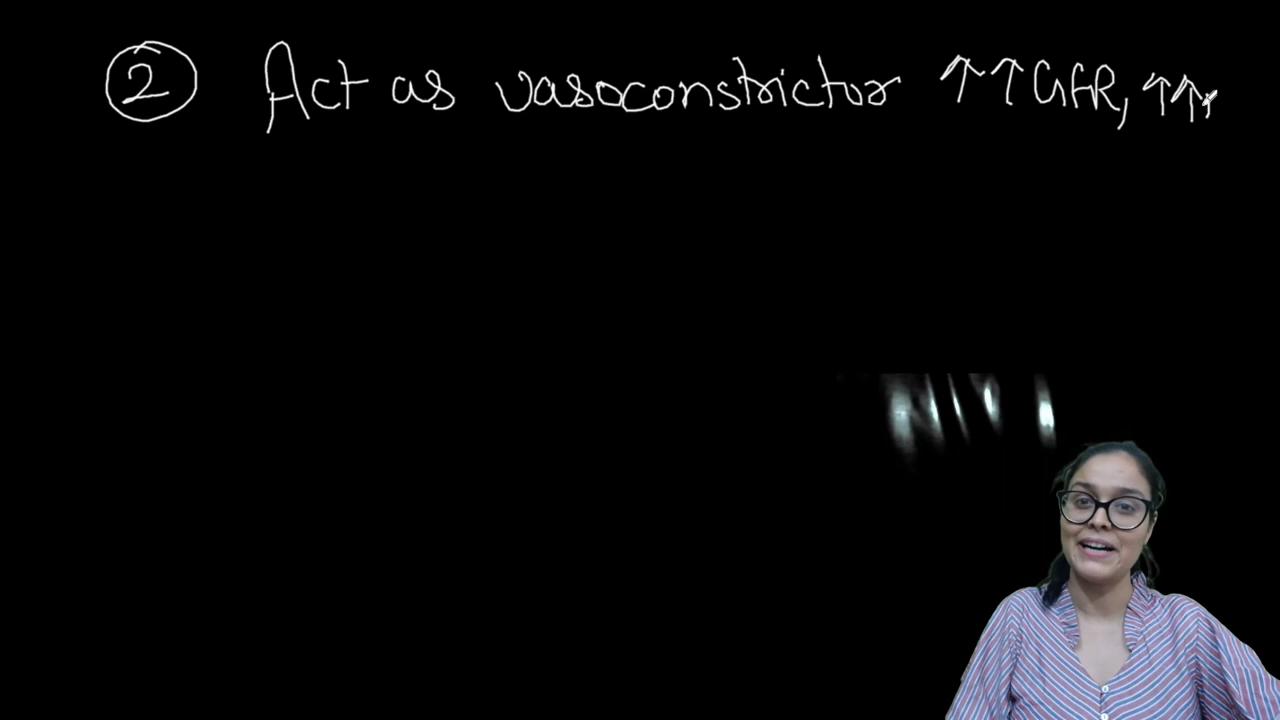 ② Act as vasoconstrictor ↑↑ GFR, ↑↑